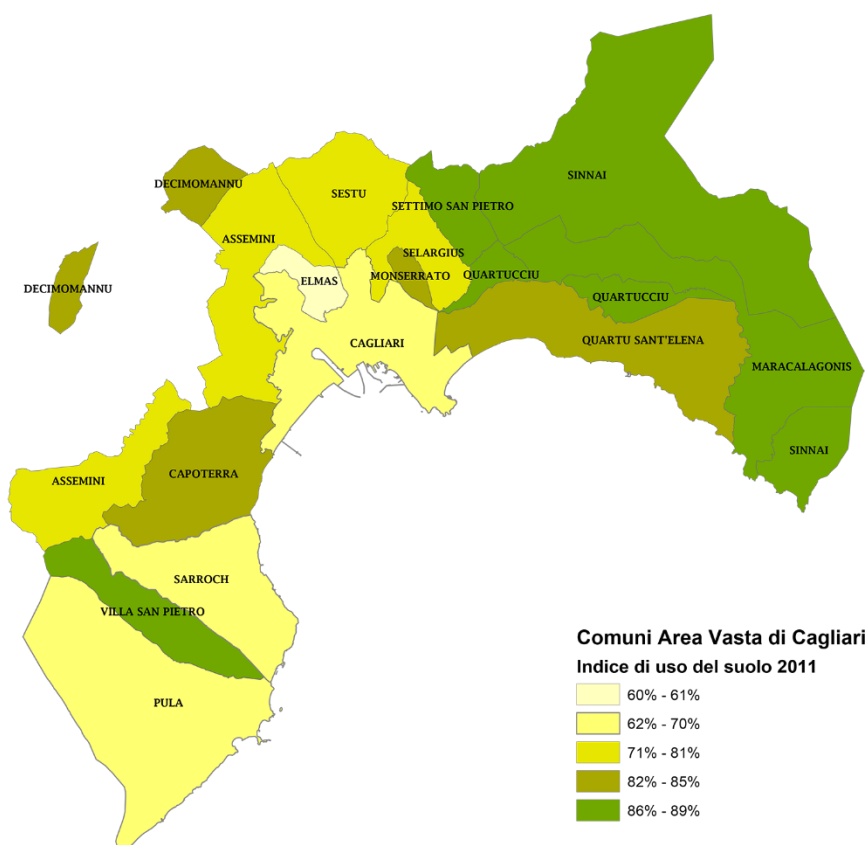 DECIMOMANNU
SESTU
SINNAI
SETTIMO SAN PIETRO
ASSEMINI
SELARGIUS
MONSERRATO
QUARTUCCIU
ELMAS
DECIMOMANNU
QUARTUCCIU
CAGLIARI
QUARTU SANT'ELENA
MARACALAGONIS
SINNAI
CAPOTERRA
ASSEMINI
SARROCH
VILLA SAN PIETRO
PULA
Comuni Area Vasta di Cagliari
Indice di uso del suolo 2011
60% - 61%
62% - 70%
71% - 81%
82% - 85%
86% - 89%